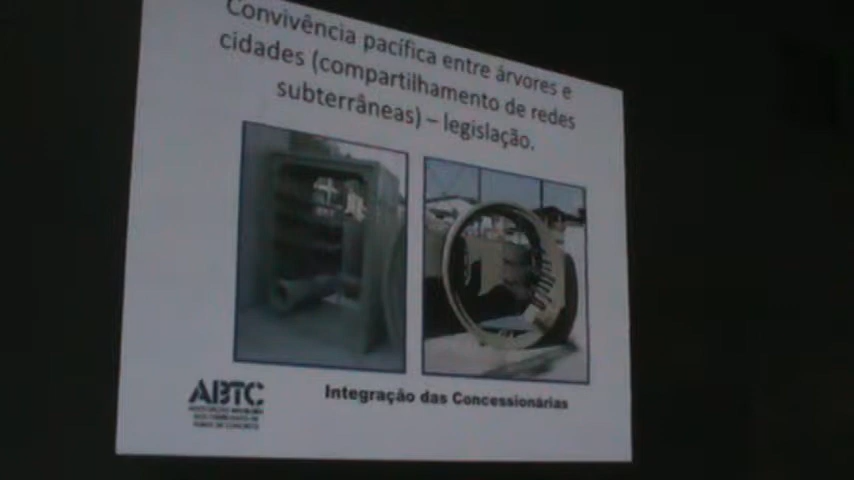 Convivência pacífica entre árvores e
cidades (compartilhamento de redes
subterrâneas) – legislação.
Integração das Concessionárias
ABTC